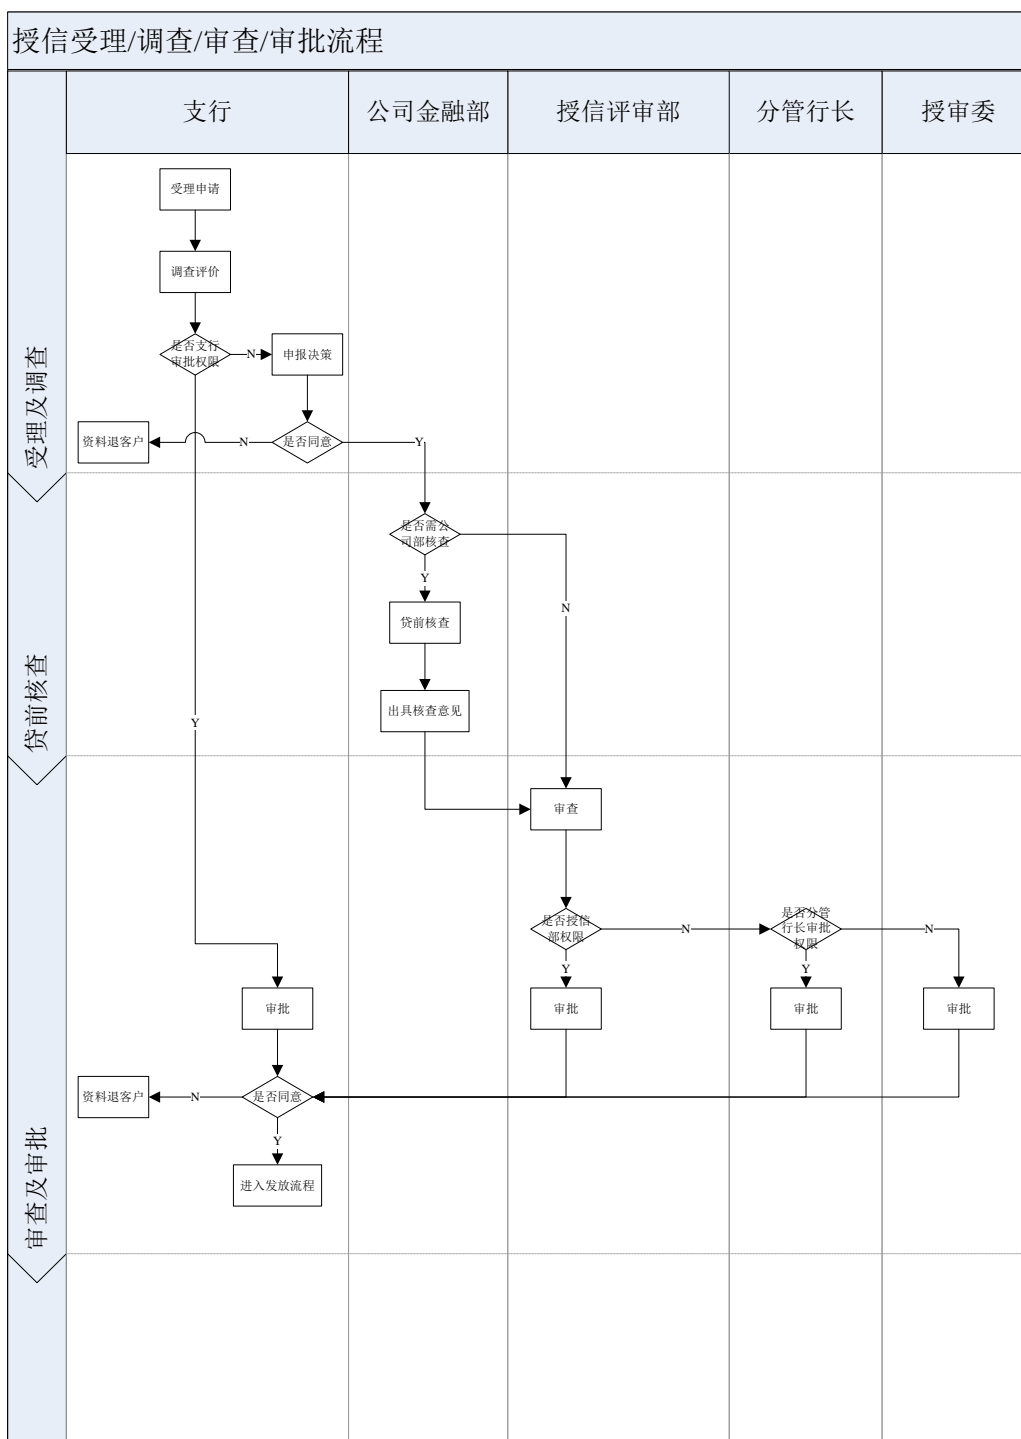 授信受理/调查/审查/审批流程
支行
公司金融部
授信评审部
分管行长
授审委
受理及调查
受理申请
调查评价
是否支行
审批权限
N
申报决策
资料退客户
N
是否同意
Y
贷前核查
是否需公
司部核查
Y
N
贷前核查
出具核查意见
Y
审查及审批
审查
是否授信
部权限
N
是否分管
行长审批
权限
N
Y
Y
审批
审批
审批
审批
资料退客户
N
是否同意
Y
进入发放流程